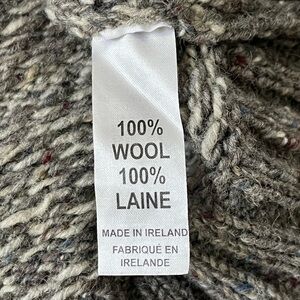 100%
WOOL
100%
LAINE
MADE IN IRELAND
FABRIQUÉ EN
IRELANDE